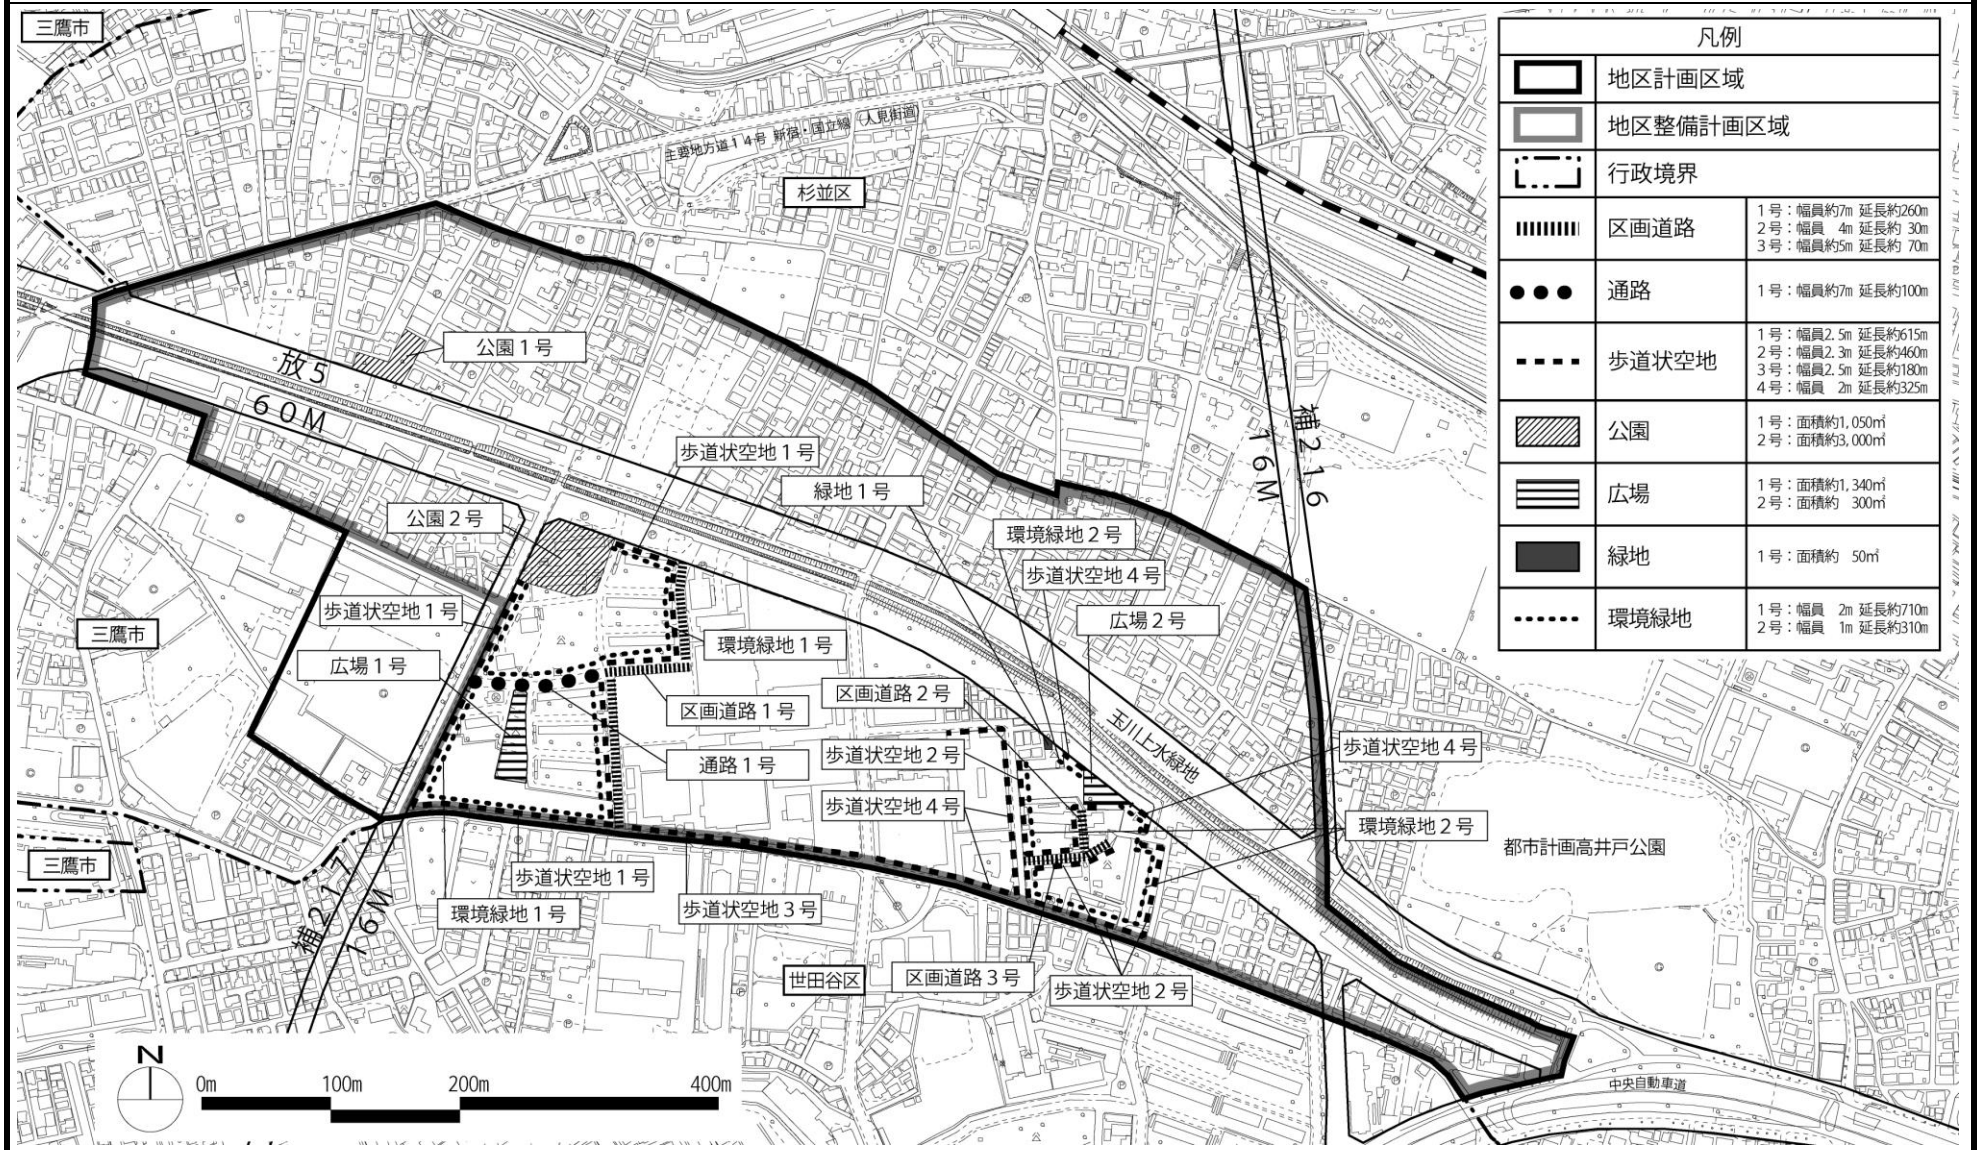 三鷹市
主要地方道14号 新宿・国立線 (人見街道)
杉並区
公園1号
放5
60M
補216
16M
歩道状空地1号
緑地1号
公園2号
環境緑地2号
歩道状空地4号
広場2号
歩道状空地1号
三鷹市
環境緑地1号
広場1号
区画道路2号
区画道路1号
玉川上水緑地
歩道状空地2号
歩道状空地4号
通路1号
歩道状空地4号
環境緑地2号
都市計画高井戸公園
三鷹市
歩道状空地1号
歩道状空地3号
環境緑地1号
補217
16M
世田谷区
区画道路3号
歩道状空地2号
中央自動車道
N
0m 100m 200m 400m
凡例
地区計画区域
地区整備計画区域
行政境界
区画道路
1号:幅員約7m 延長約260m
2号:幅員 4m 延長約 30m
3号:幅員約5m 延長約 70m
通路
1号:幅員約7m 延長約100m
歩道状空地
1号:幅員2.5m 延長約615m
2号:幅員2.3m 延長約460m
3号:幅員2.5m 延長約180m
4号:幅員 2m 延長約325m
公園
1号:面積約1,050㎡
2号:面積約3,000㎡
広場
1号:面積約1,340㎡
2号:面積約 300㎡
緑地
1号:面積約 50㎡
環境緑地
1号:幅員 2m 延長約710m
2号:幅員 1m 延長約310m